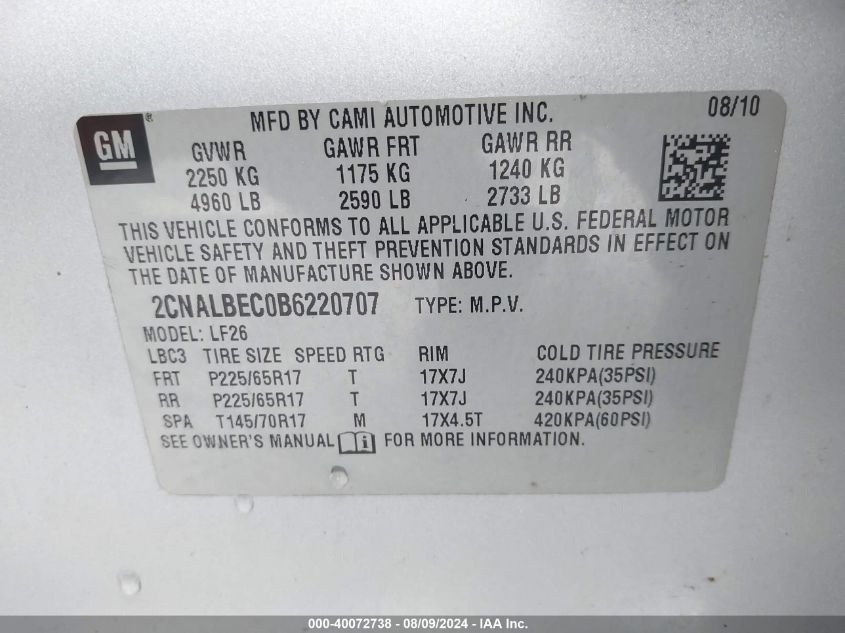 GM ® MFD BY CAMI AUTOMOTIVE INC. 08/10
GVWR GAWR FRT GAWR RR
2250 KG 1175 KG 1240 KG
4960 LB 2590 LB 2733 LB
THIS VEHICLE CONFORMS TO ALL APPLICABLE U.S. FEDERAL MOTOR
VEHICLE SAFETY AND THEFT PREVENTION STANDARDS IN EFFECT ON
THE DATE OF MANUFACTURE SHOWN ABOVE.
2CNALBEC0B6220707 TYPE: M.P.V.
MODEL: LF26
LBC3 TIRE SIZE SPEED RTG RIM COLD TIRE PRESSURE
FRT P225/65R17 T 17X7J 240KPA(35PSI)
RR P225/65R17 T 17X7J 240KPA(35PSI)
SPA T145/70R17 M 17X4.5T 420KPA(60PSI)
SEE OWNER'S MANUAL FOR MORE INFORMATION.
000-40072738 - 08/09/2024 - IAA Inc.